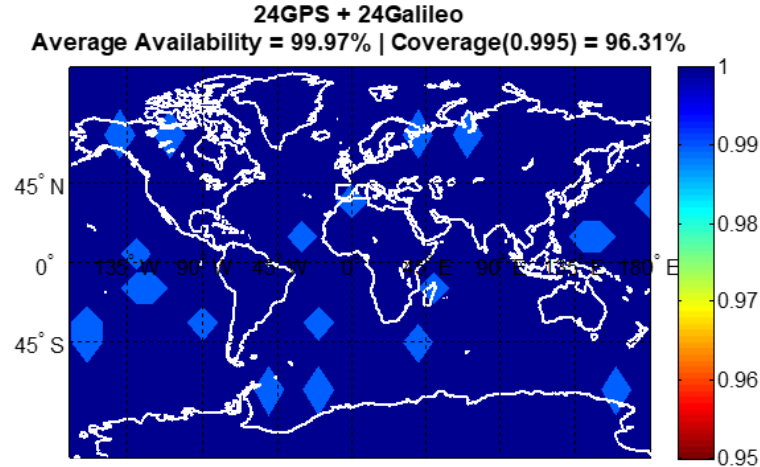 24GPS + 24Galileo
Average Availability = 99.97% | Coverage(0.995) = 96.31%
1
0.99
45° N
0.98
0° 135° W 90° W 45° W 0° 45° E 90° E 135° E 180° E
0.97
45° S
0.96
0.95